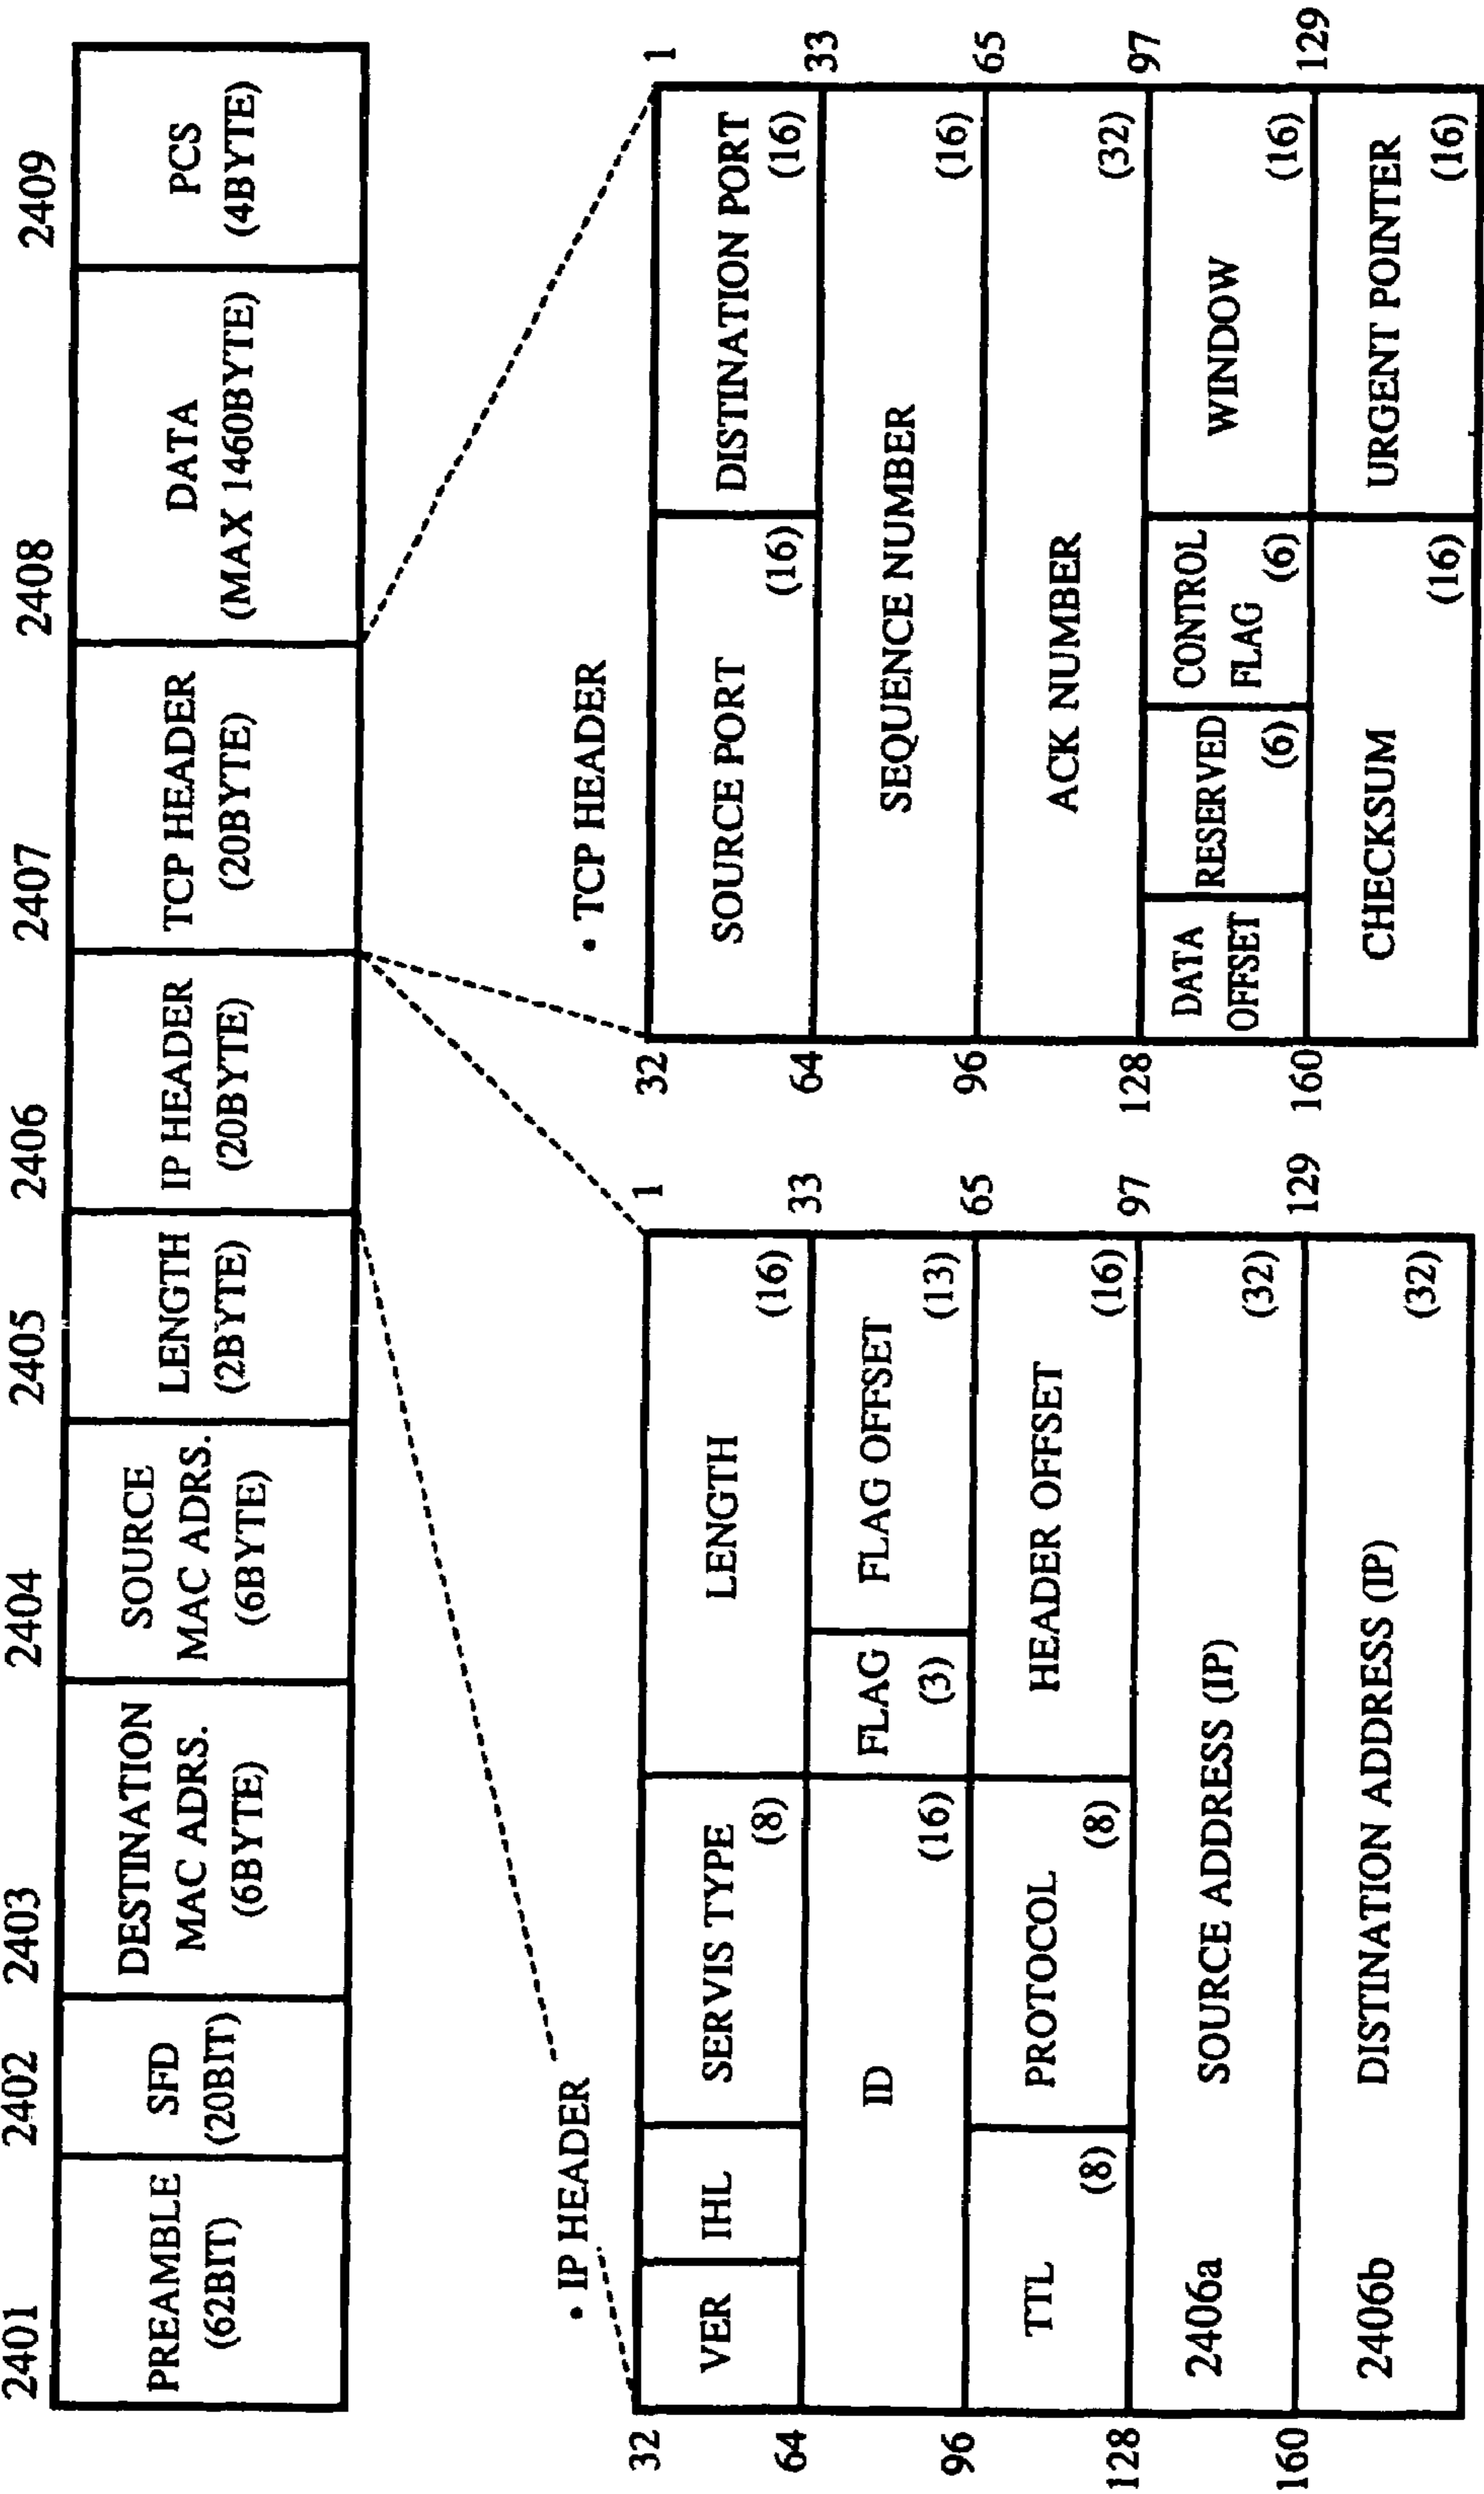 2401 2402 2403 2404 2405 2406 2407 2408 2409
PREAMBLE
(62BIT)
SFD
(20BIT)
DESTINATION
MAC ADRS.
(6BYTE)
SOURCE
MAC ADRS.
(6BYTE)
LENGTH
(2BYTE)
IP HEADER
(20BYTE)
TCP HEADER
(20BYTE)
DATA
(MAX 1460BYTE)
PCS
(4BYTE)
• IP HEADER
32 1
VER IHL SERVIS TYPE (8) LENGTH (16)
64 33
ID (16) FLAG (3) FLAG OFFSET (13)
96 65
TTL (8) PROTOCOL (8) HEADER OFFSET (16)
128 97
2406a SOURCE ADDRESS (IP) (32)
160 129
2406b DISTINATION ADDRESS (IP) (32)
• TCP HEADER
32 1
SOURCE PORT (16) DISTINATION PORT (16)
64 33
SEQUENCE NUMBER (16)
96 65
ACK NUMBER (32)
128 97
DATA
OFFSET
RESERVED
(6)
CONTROL
FLAG (6)
WINDOW (16)
160 129
CHECKSUM (16) URGENT POINTER (16)